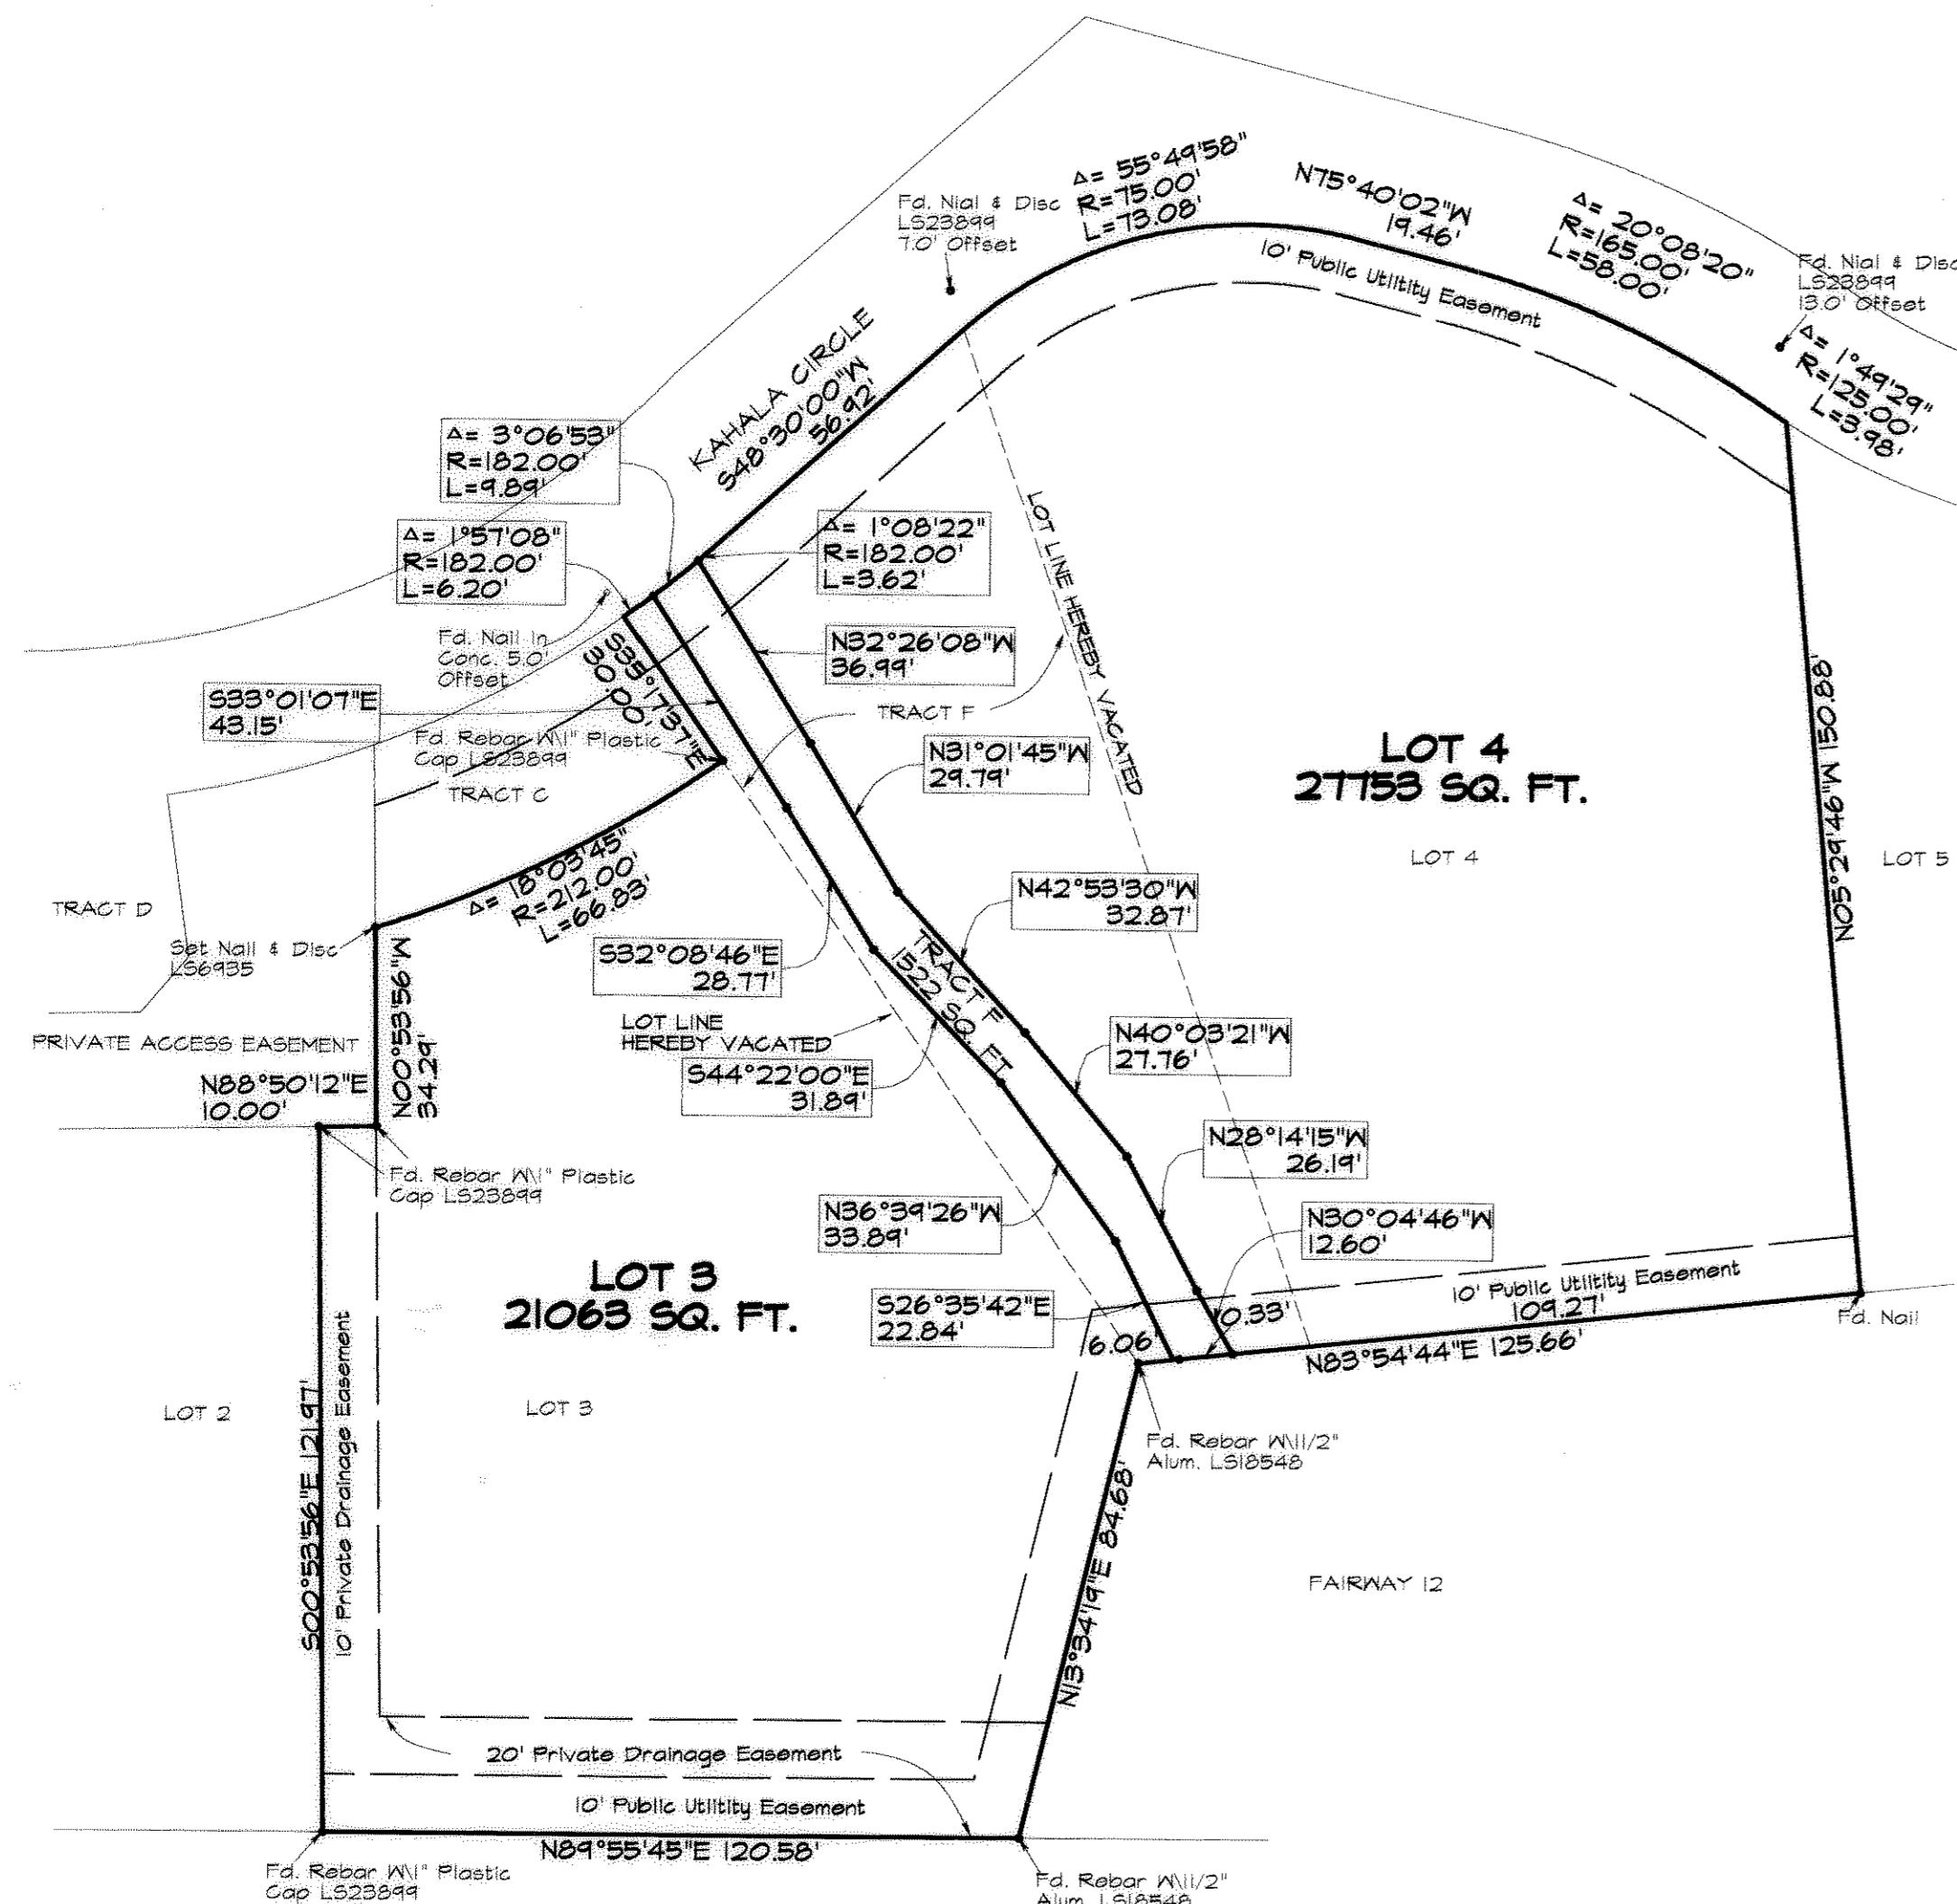 Δ= 55°49'58"
R=75.00'
L=73.08'
N75°40'02"W
19.46'
Δ= 20°08'20"
R=165.00'
L=58.00'
Fd. Nial & Disc
LS23899
7.0' Offset
10' Public Utltity Easement
Fd. Nial & Disc
LS23899
13.0' Offset
Δ= 1°49'29"
R=125.00'
L=3.98'
KAHALA CIRCLE
S48°30'00"W
56.92'
Δ= 3°06'53"
R=182.00'
L=9.89'
Δ= 1°57'08"
R=182.00'
L=6.20'
Δ= 1°08'22"
R=182.00'
L=3.62'
LOT LINE HEREBY VACATED
Fd. Nail In
Conc. 5.0'
Offset
S35°17'37"E
30.00'
N32°26'08"W
36.99'
S33°01'07"E
43.15'
TRACT F
Fd. Rebar W\1" Plastic
Cap LS23899
TRACT C
N31°01'45"W
29.79'
LOT 4
27753 SQ. FT.
N05°29'46"W 150.88'
LOT 4
LOT 5
Δ= 18°03'45"
R=212.00'
L=66.83'
N42°53'30"W
32.87'
TRACT D
Set Nail & Disc
LS6935
S32°08'46"E
28.77'
TRACT F
1522 SQ. FT
N00°53'56"W
34.29'
LOT LINE
HEREBY VACATED
PRIVATE ACCESS EASEMENT
N40°03'21"W
27.76'
N88°50'12"E
10.00'
S44°22'00"E
31.89'
N28°14'15"W
26.19'
Fd. Rebar W\1" Plastic
Cap LS23899
N36°39'26"W
33.89'
N30°04'46"W
12.60'
LOT 3
21063 SQ. FT.
S26°35'42"E
22.84'
6.06'
0.33'
10' Public Utltity Easement
109.27'
N83°54'44"E 125.66'
Fd. Nail
S00°53'56"E 121.97'
10' Private Drainage Easement
LOT 2
LOT 3
Fd. Rebar W\1 1/2"
Alum. LS18548
N13°34'19"E 84.68'
FAIRWAY 12
20' Private Drainage Easement
10' Public Utltity Easement
N89°55'45"E 120.58'
Fd. Rebar W\1" Plastic
Cap LS23899
Fd. Rebar W\1 1/2"
Alum. LS18548